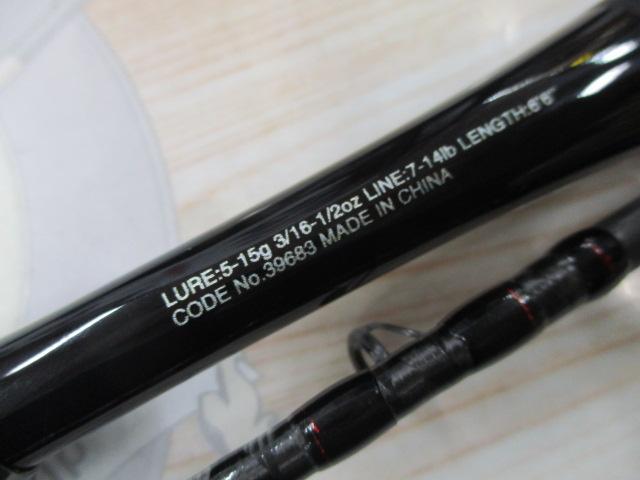 LURE:5-15g 3/16-1/2oz LINE:7-14lb LENGTH:6'6"
CODE No.39683 MADE IN CHINA